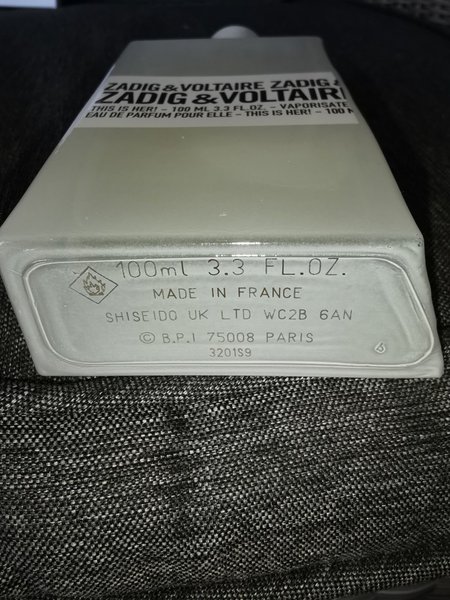 ZADIG & VOLTAIRE ZADIG &
ZADIG & VOLTAIR
THIS IS HER! – 100 ML 3.3 FL.OZ. – VAPORISATE
EAU DE PARFUM POUR ELLE – THIS IS HER! – 100 M
100ml 3.3 FL.OZ.
MADE IN FRANCE
SHISEIDO UK LTD WC2B 6AN
© B.P.I 75008 PARIS
3201S9
6